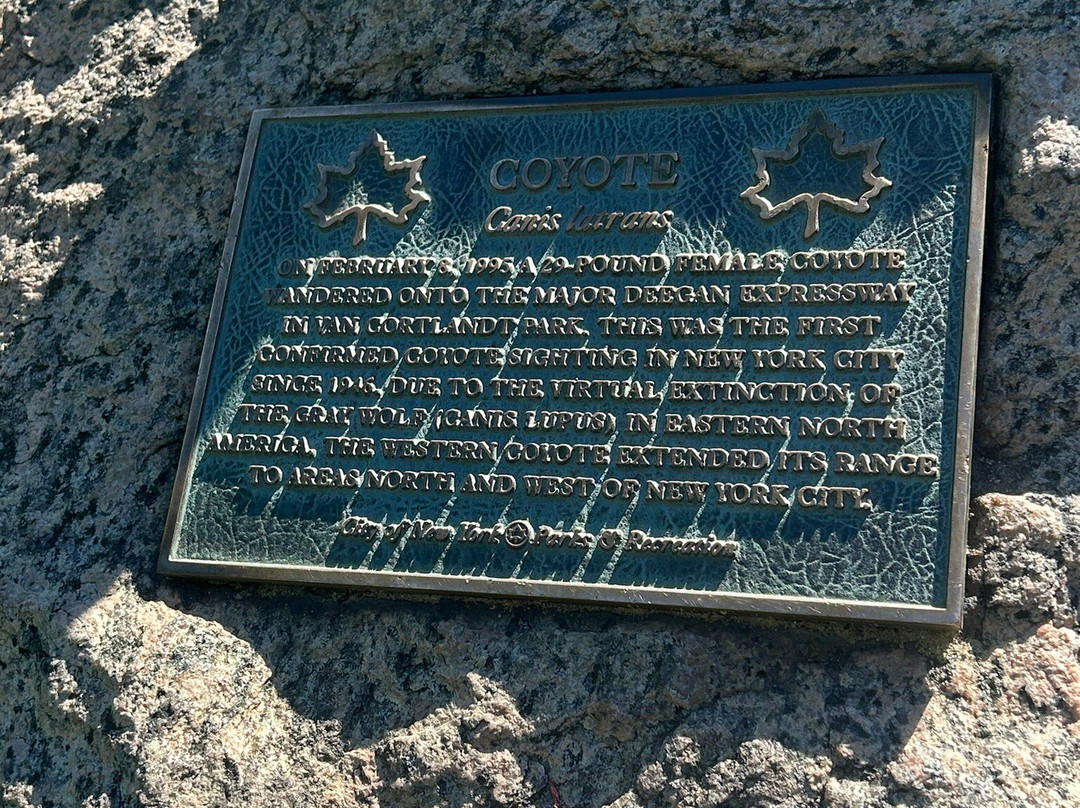 COYOTE
Canis latrans
ON FEBRUARY 8, 1995 A 29-POUND FEMALE COYOTE
WANDERED ONTO THE MAJOR DEEGAN EXPRESSWAY
IN VAN CORTLANDT PARK. THIS WAS THE FIRST
CONFIRMED COYOTE SIGHTING IN NEW YORK CITY
SINCE 1946. DUE TO THE VIRTUAL EXTINCTION OF
THE GRAY WOLF (CANIS LUPUS) IN EASTERN NORTH
AMERICA, THE WESTERN COYOTE EXTENDED ITS RANGE
TO AREAS NORTH AND WEST OF NEW YORK CITY.
City of New York Parks & Recreation